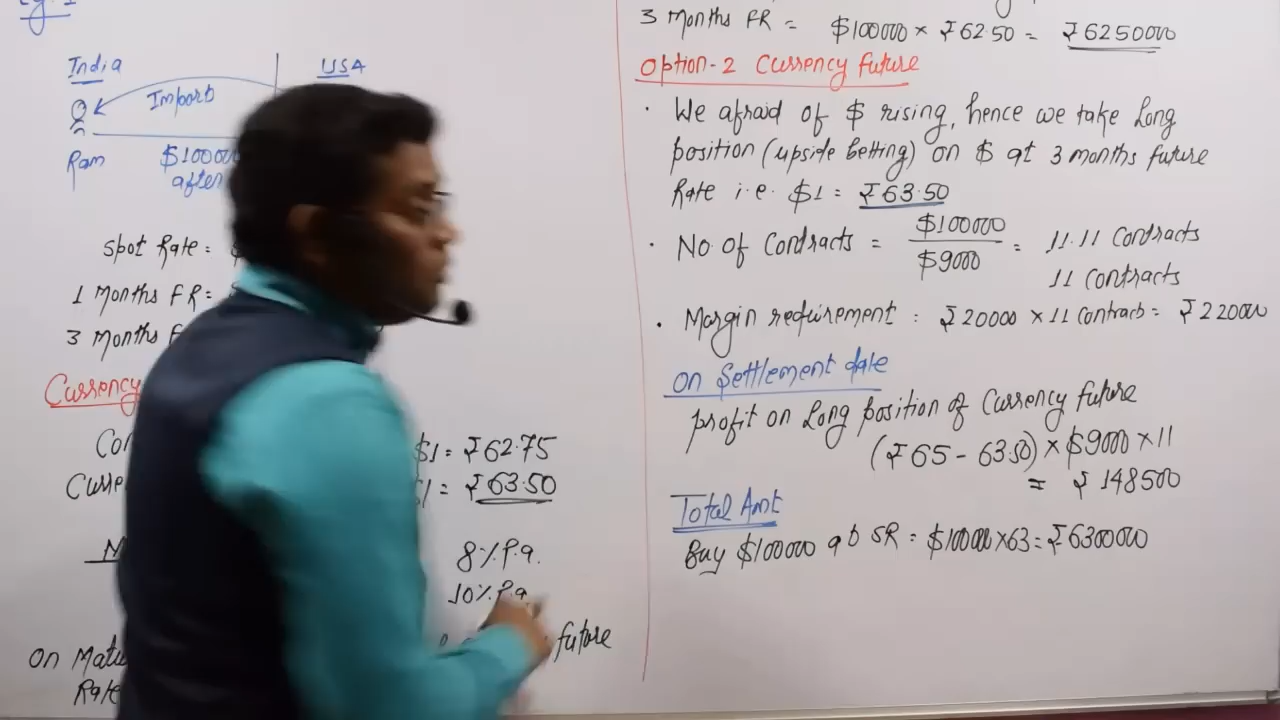 Eg. 1
India
USA
Import
Ram
$100000
after
Spot Rate =
1 Months FR =
3 Months F
Currency
Con
$1 = ₹62.75
Curre
$1 = ₹63.50
8% P.a.
10% P.a
On Matu
future
Rate
3 Months FR = $100000 × ₹62.50 = ₹6250000
Option-2 Currency future
· We afraid of $ rising, hence we take Long
position (upside betting) on $ at 3 months future
Rate i.e. $1 = ₹63.50
· No. of Contracts = $100000 / $9000 = 11.11 Contracts
11 Contracts
· Margin requirement = ₹20000 × 11 Contracts = ₹220000
On Settlement date
Profit on Long position of Currency future
(₹65 - 63.50) × $9000 × 11
= ₹148500
Total Amt
Buy $100000 at SR = $100000×63 = ₹6300000